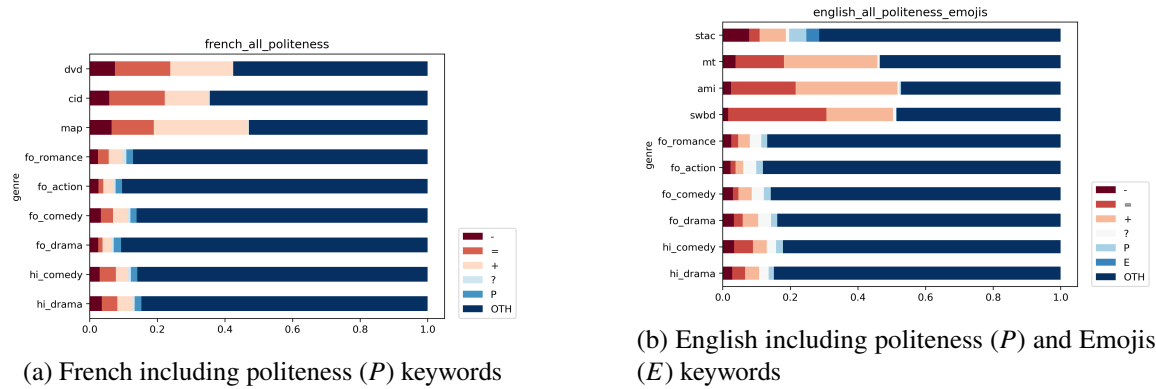 french_all_politeness
genre
dvd
cid
map
fo_romance
fo_action
fo_comedy
fo_drama
hi_comedy
hi_drama
0.0 0.2 0.4 0.6 0.8 1.0
-
=
+
?
P
OTH
(a) French including politeness (P) keywords
english_all_politeness_emojis
genre
stac
mt
ami
swbd
fo_romance
fo_action
fo_comedy
fo_drama
hi_comedy
hi_drama
0.0 0.2 0.4 0.6 0.8 1.0
-
=
+
?
P
E
OTH
(b) English including politeness (P) and Emojis
(E) keywords